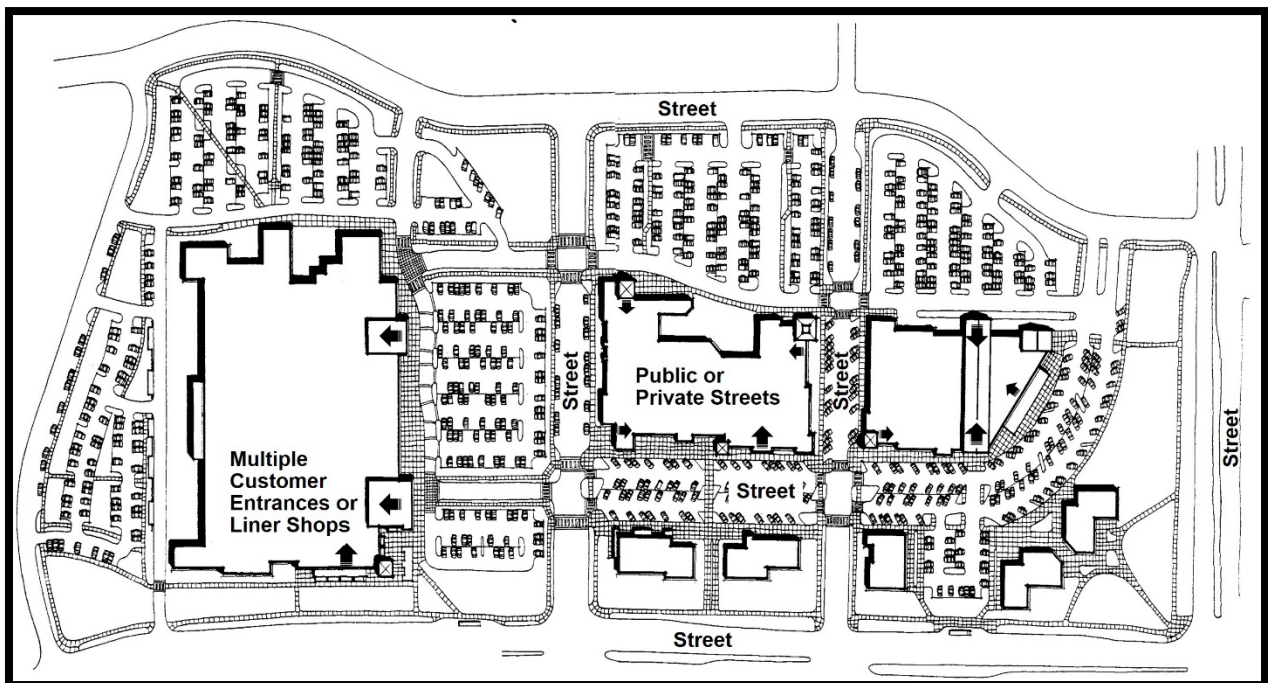 Street
Street
Public or
Private Streets
Street
Street
Multiple
Customer
Entrances or
Liner Shops
Street
Street